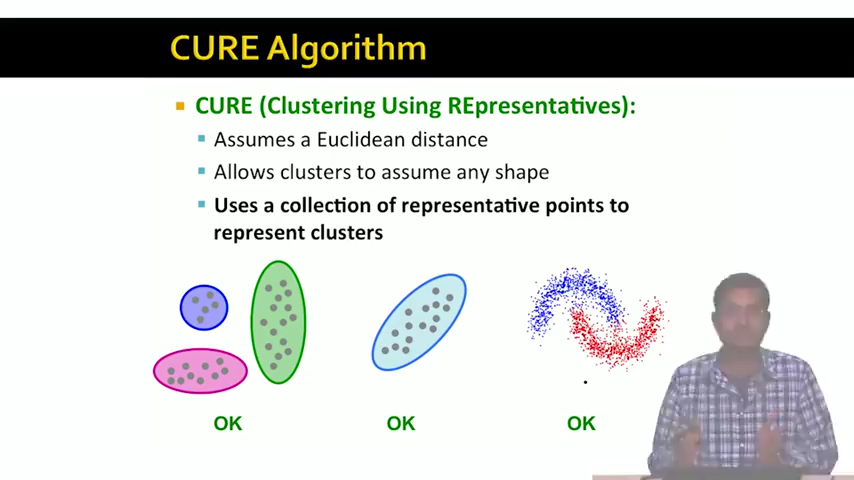 CURE Algorithm
CURE (Clustering Using REpresentatives):
Assumes a Euclidean distance
Allows clusters to assume any shape
Uses a collection of representative points to
represent clusters
OK
OK
OK